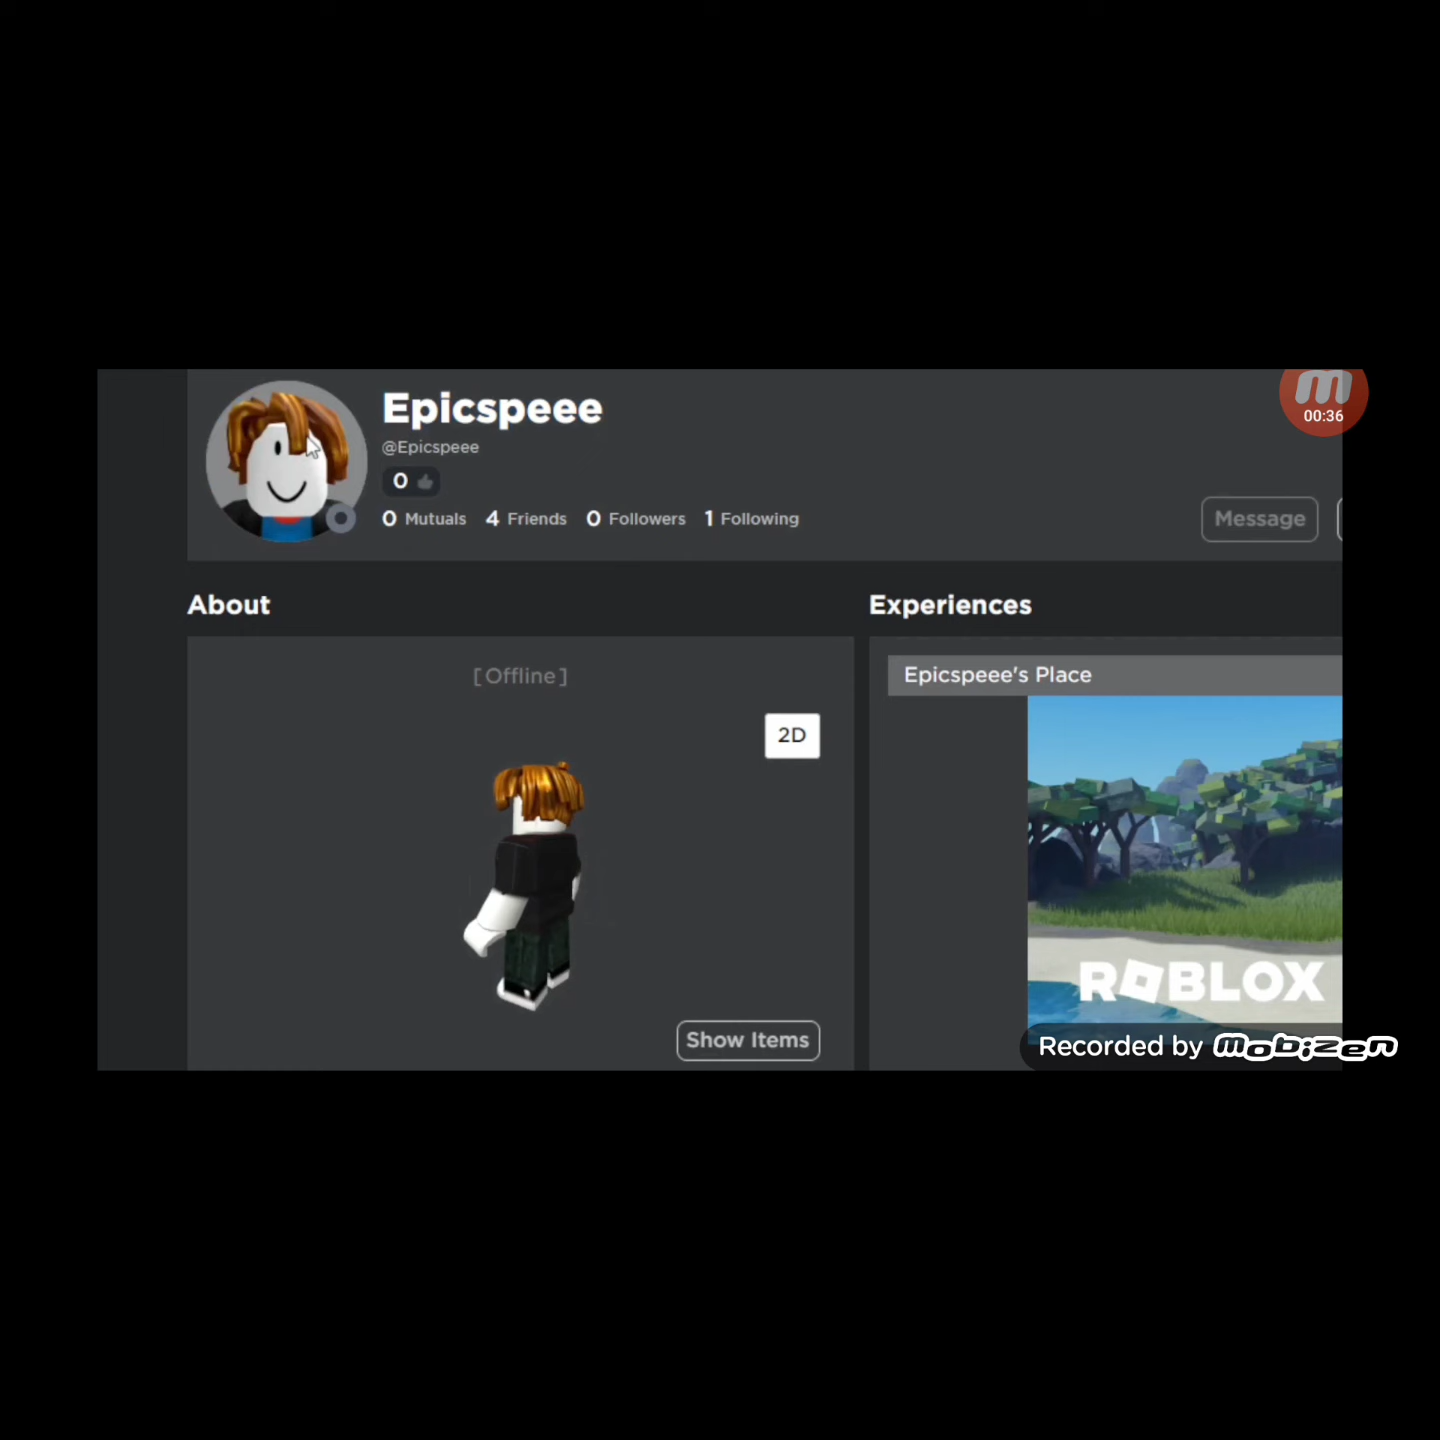 Epicspeee
@Epicspeee
0
0 Mutuals 4 Friends 0 Followers 1 Following
Message
00:36
About
Experiences
[ Offline ]
Epicspeee's Place
2D
ROBLOX
Show Items
Recorded by mobizen